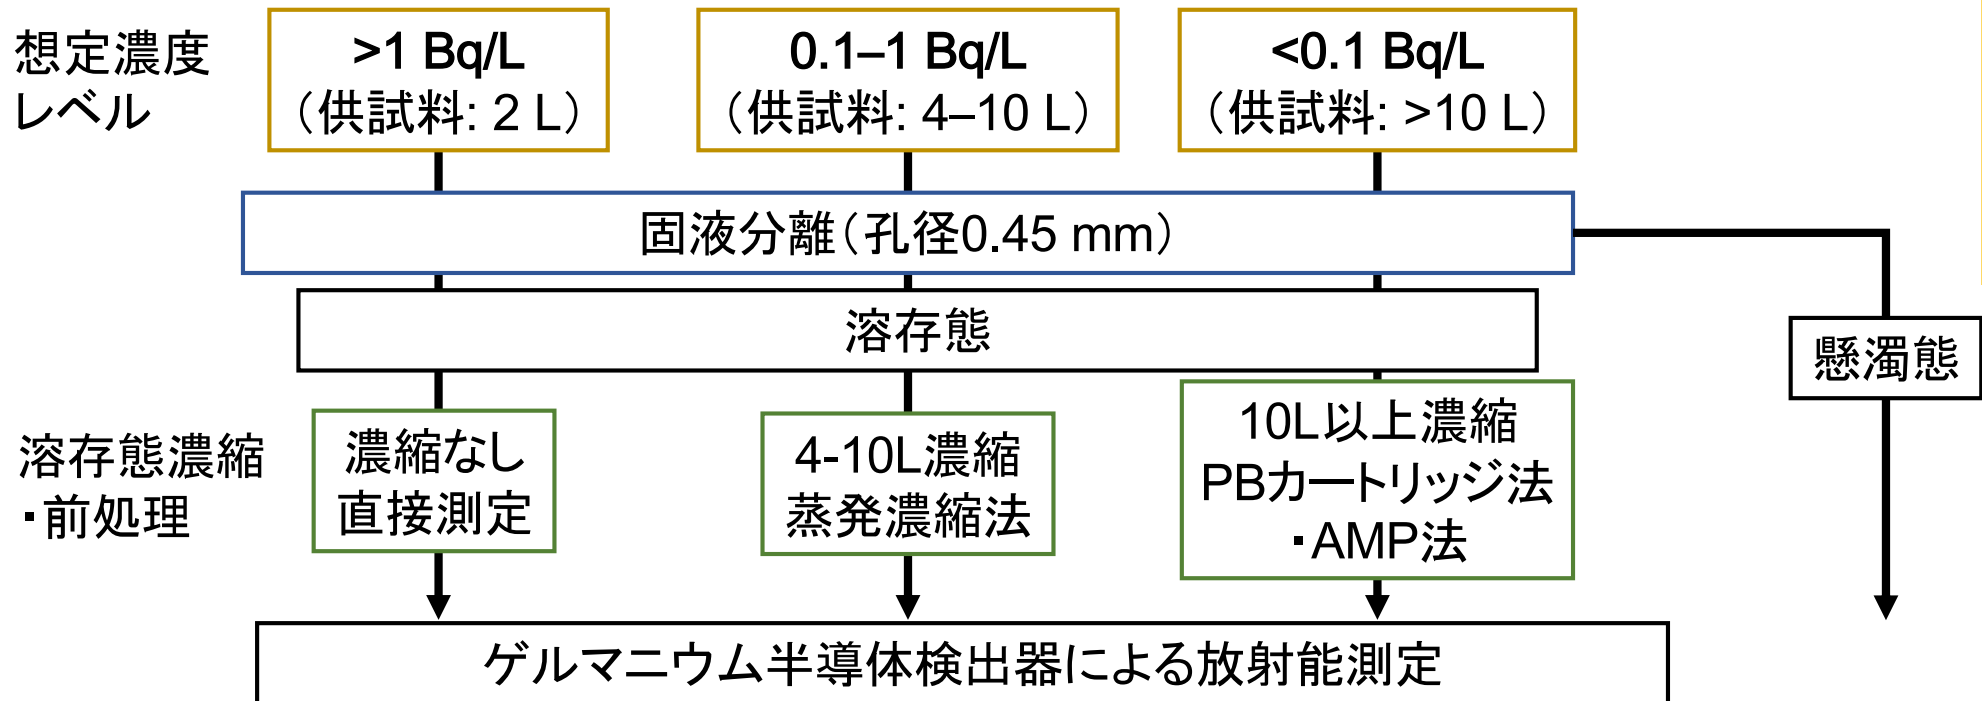 想定濃度
レベル
>1 Bq/L
（供試料: 2 L）
0.1–1 Bq/L
（供試料: 4–10 L）
<0.1 Bq/L
（供試料: >10 L）
固液分離（孔径0.45 mm）
溶存態
懸濁態
溶存態濃縮
・前処理
濃縮なし
直接測定
4-10L濃縮
蒸発濃縮法
10L以上濃縮
PBカートリッジ法
・AMP法
ゲルマニウム半導体検出器による放射能測定